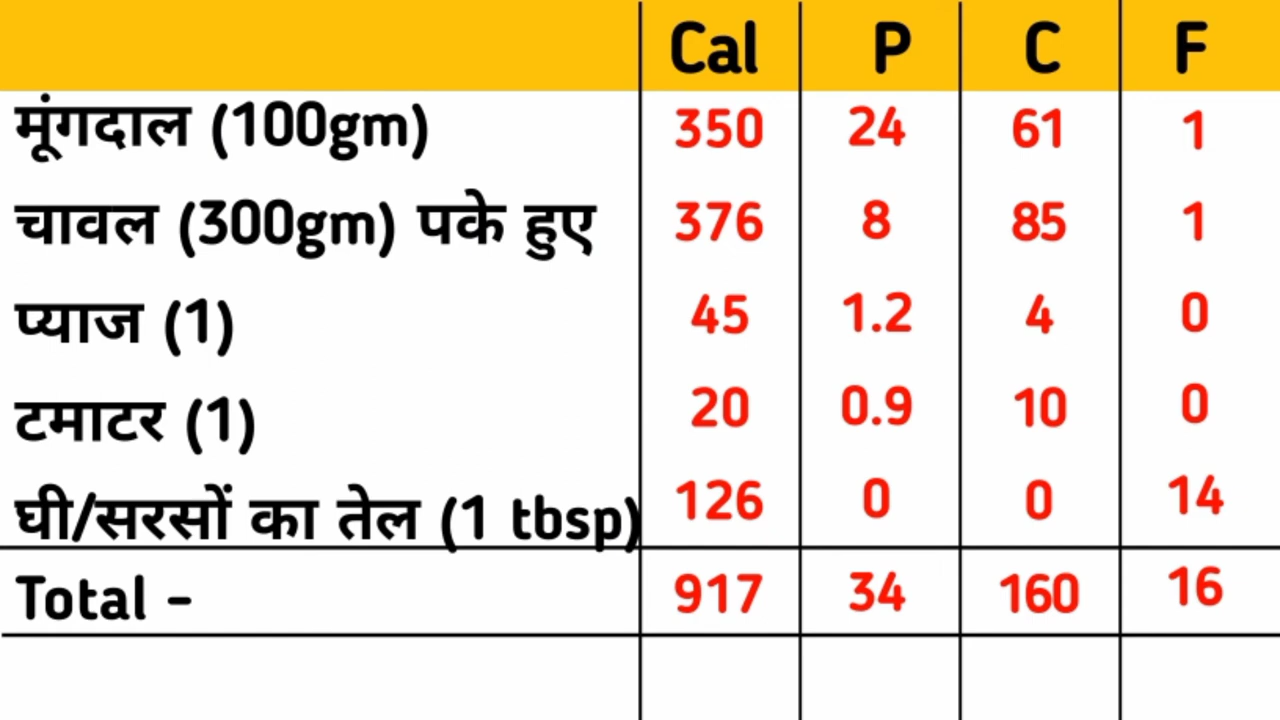 Cal P C F
मूंगदाल (100gm) 350 24 61 1
चावल (300gm) पके हुए 376 8 85 1
प्याज (1) 45 1.2 4 0
टमाटर (1) 20 0.9 10 0
घी/सरसों का तेल (1 tbsp) 126 0 0 14
Total - 917 34 160 16